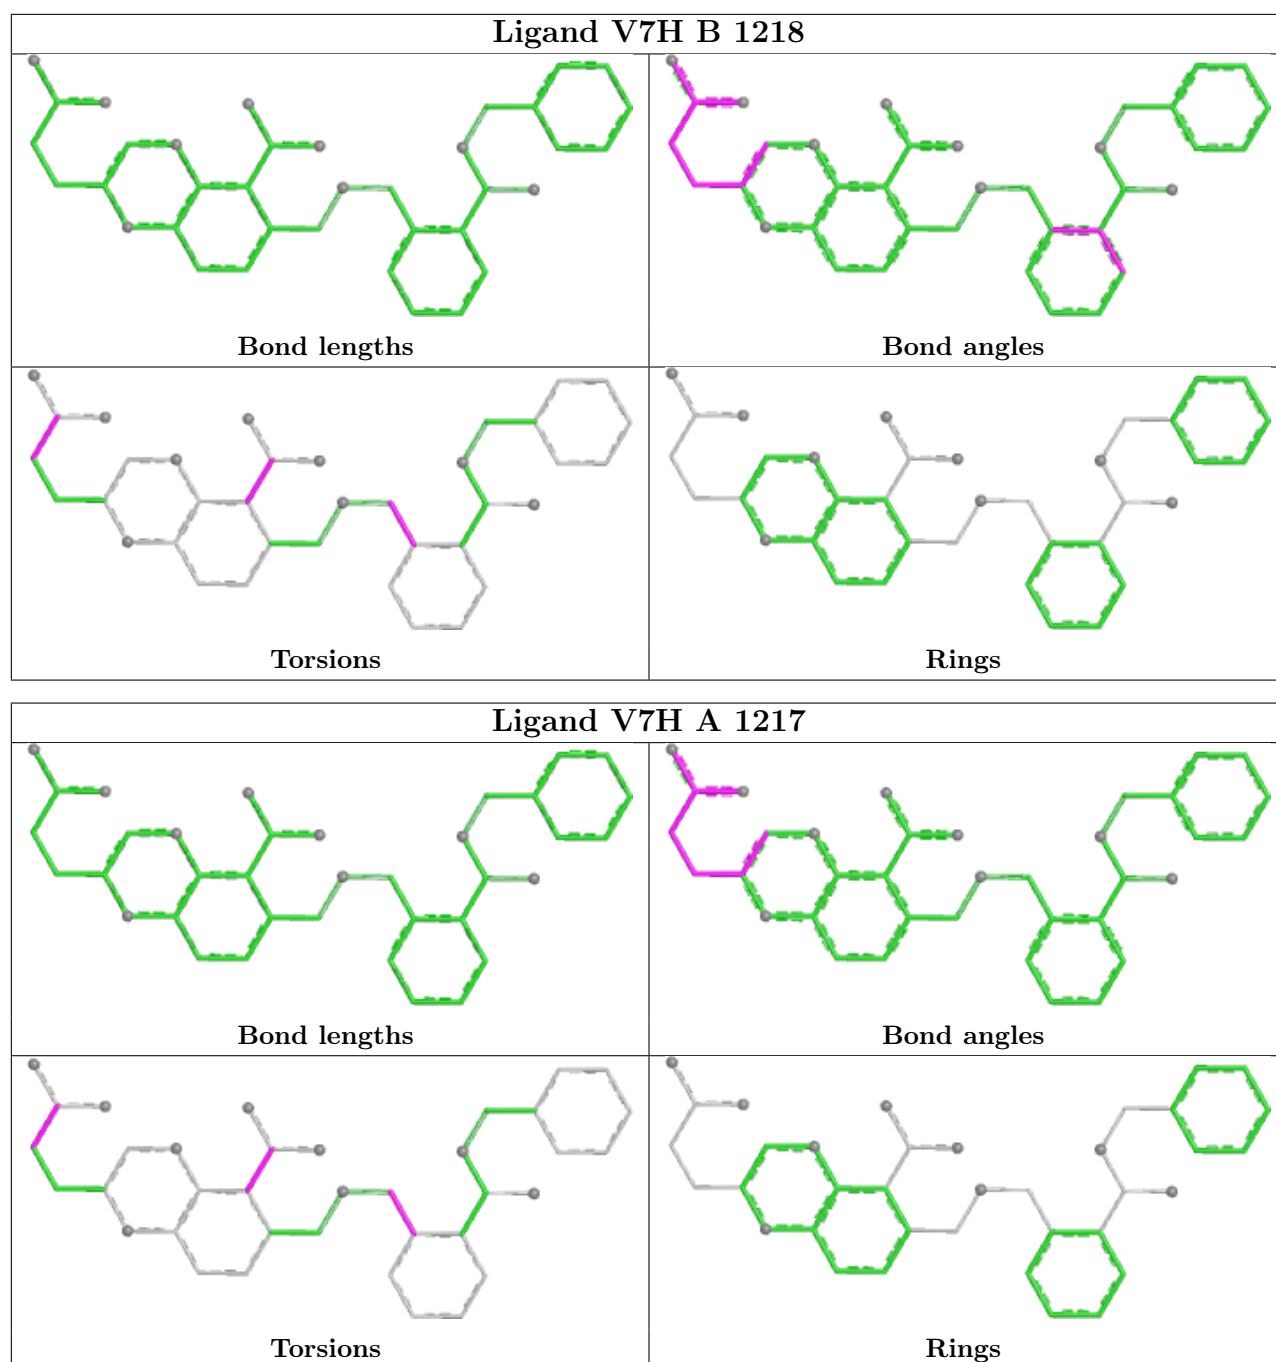 Ligand V7H B 1218
Bond lengths
Bond angles
Torsions
Rings
Ligand V7H A 1217
Bond lengths
Bond angles
Torsions
Rings